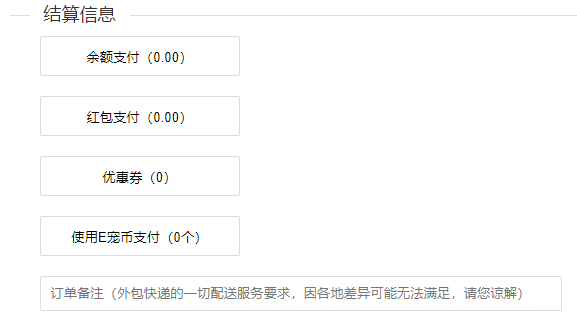 结算信息
余额支付（0.00）
红包支付（0.00）
优惠券（0）
使用E宠币支付（0个）
订单备注（外包快递的一切配送服务要求，因各地差异可能无法满足，请您谅解）